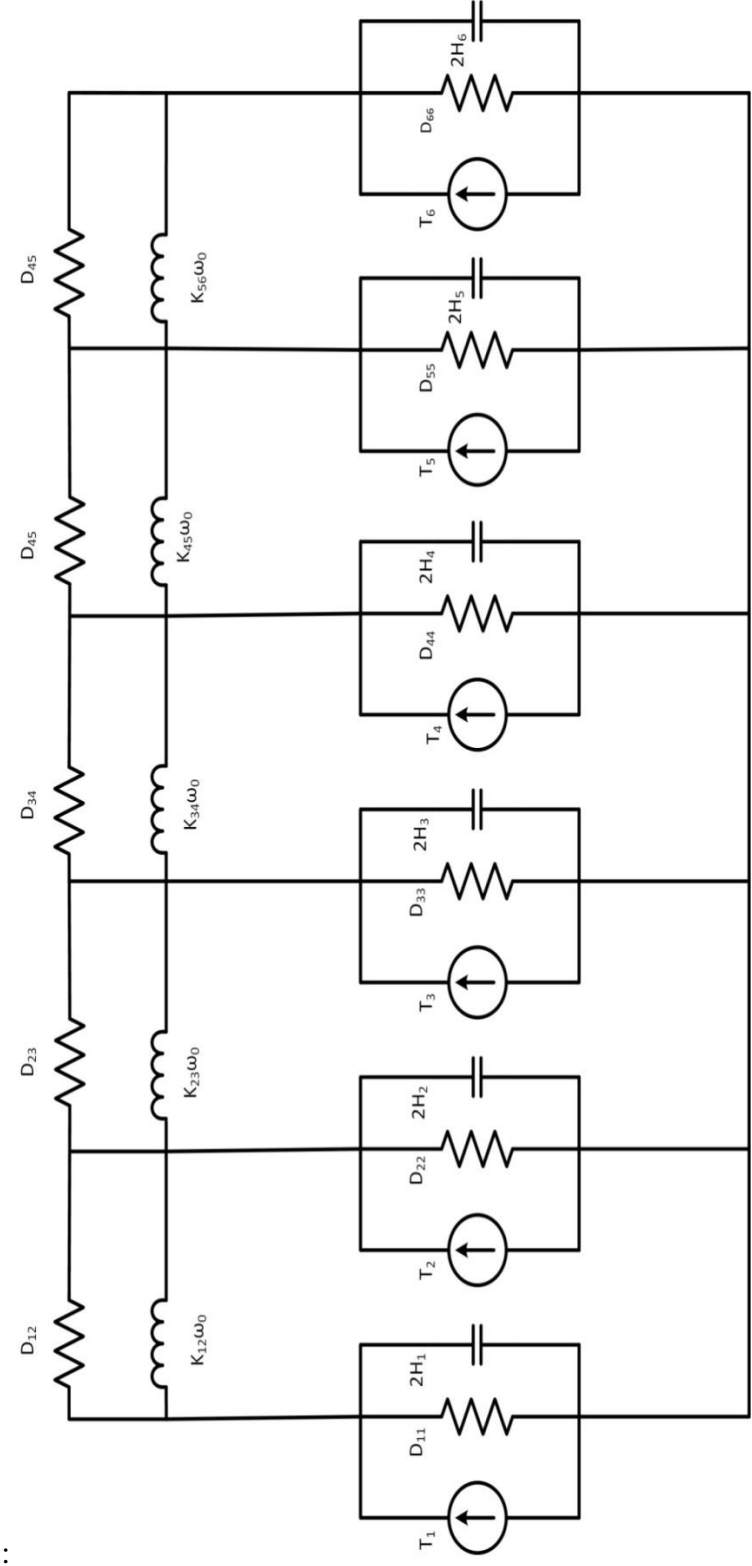 D₁₂
D₂₃
D₃₄
D₄₅
D₄₅
K₁₂ω₀
K₂₃ω₀
K₃₄ω₀
K₄₅ω₀
K₅₆ω₀
T₁
D₁₁
2H₁
T₂
D₂₂
2H₂
T₃
D₃₃
2H₃
T₄
D₄₄
2H₄
T₅
D₅₅
2H₅
T₆
D₆₆
2H₆
: